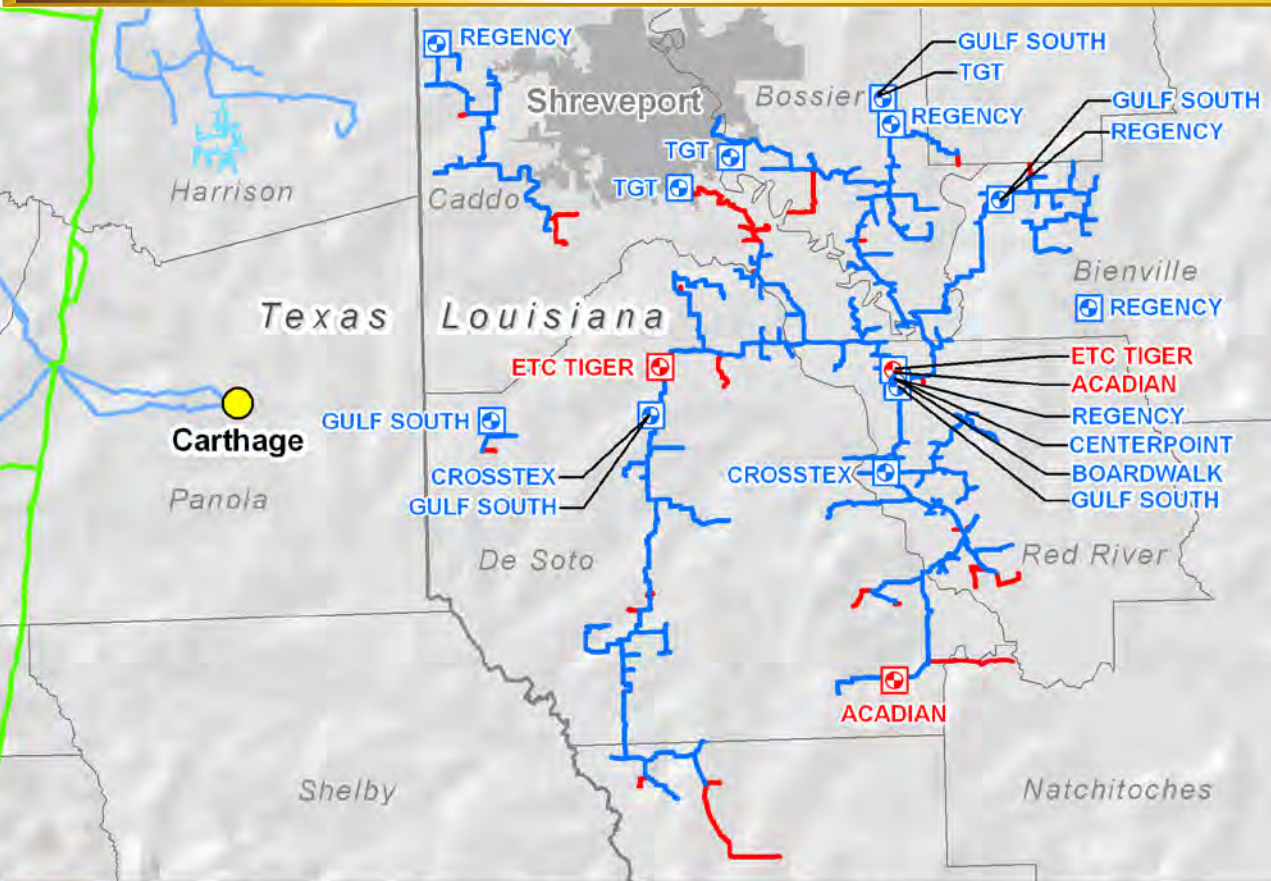 REGENCY
GULF SOUTH
TGT
Shreveport
Bossier
GULF SOUTH
REGENCY
REGENCY
TGT
Harrison
Caddo
TGT
Bienville
REGENCY
Texas
Louisiana
ETC TIGER
ETC TIGER
ACADIAN
REGENCY
CENTERPOINT
BOARDWALK
GULF SOUTH
Carthage
GULF SOUTH
CROSSTEX
GULF SOUTH
CROSSTEX
Panola
De Soto
Red River
ACADIAN
Shelby
Natchitoches